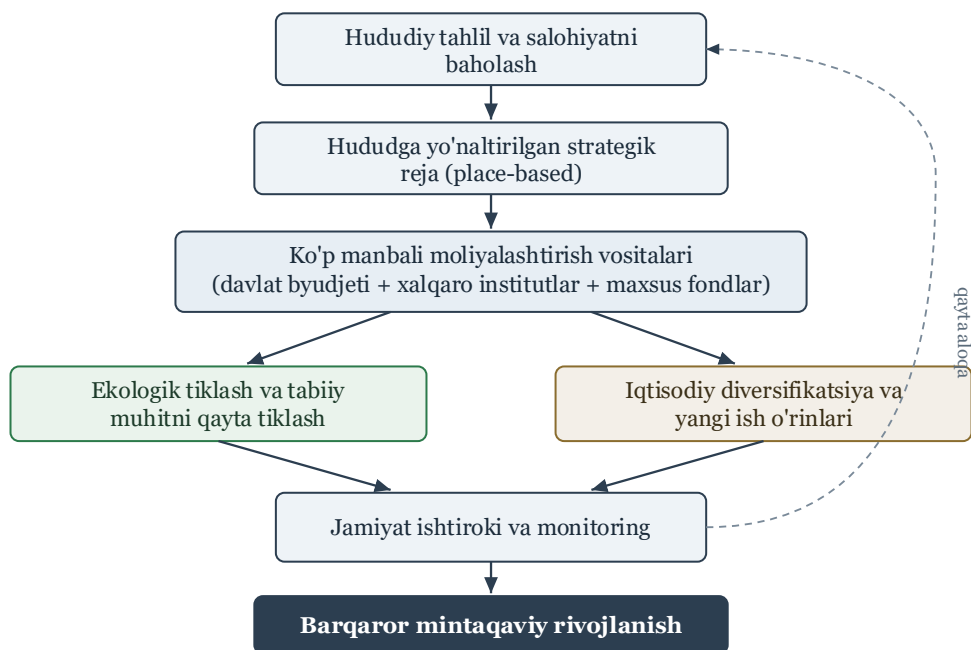 Hududiy tahlil va salohiyatni
baholash
Hududga yo'naltirilgan strategik
reja (place-based)
Ko'p manbali moliyalashtirish vositalari
(davlat byudjeti + xalqaro institutlar + maxsus fondlar)
qayta aloqa
Ekologik tiklash va tabiiy
muhitni qayta tiklash
Iqtisodiy diversifikatsiya va
yangi ish o'rinlari
Jamiyat ishtiroki va monitoring
Barqaror mintaqaviy rivojlanish